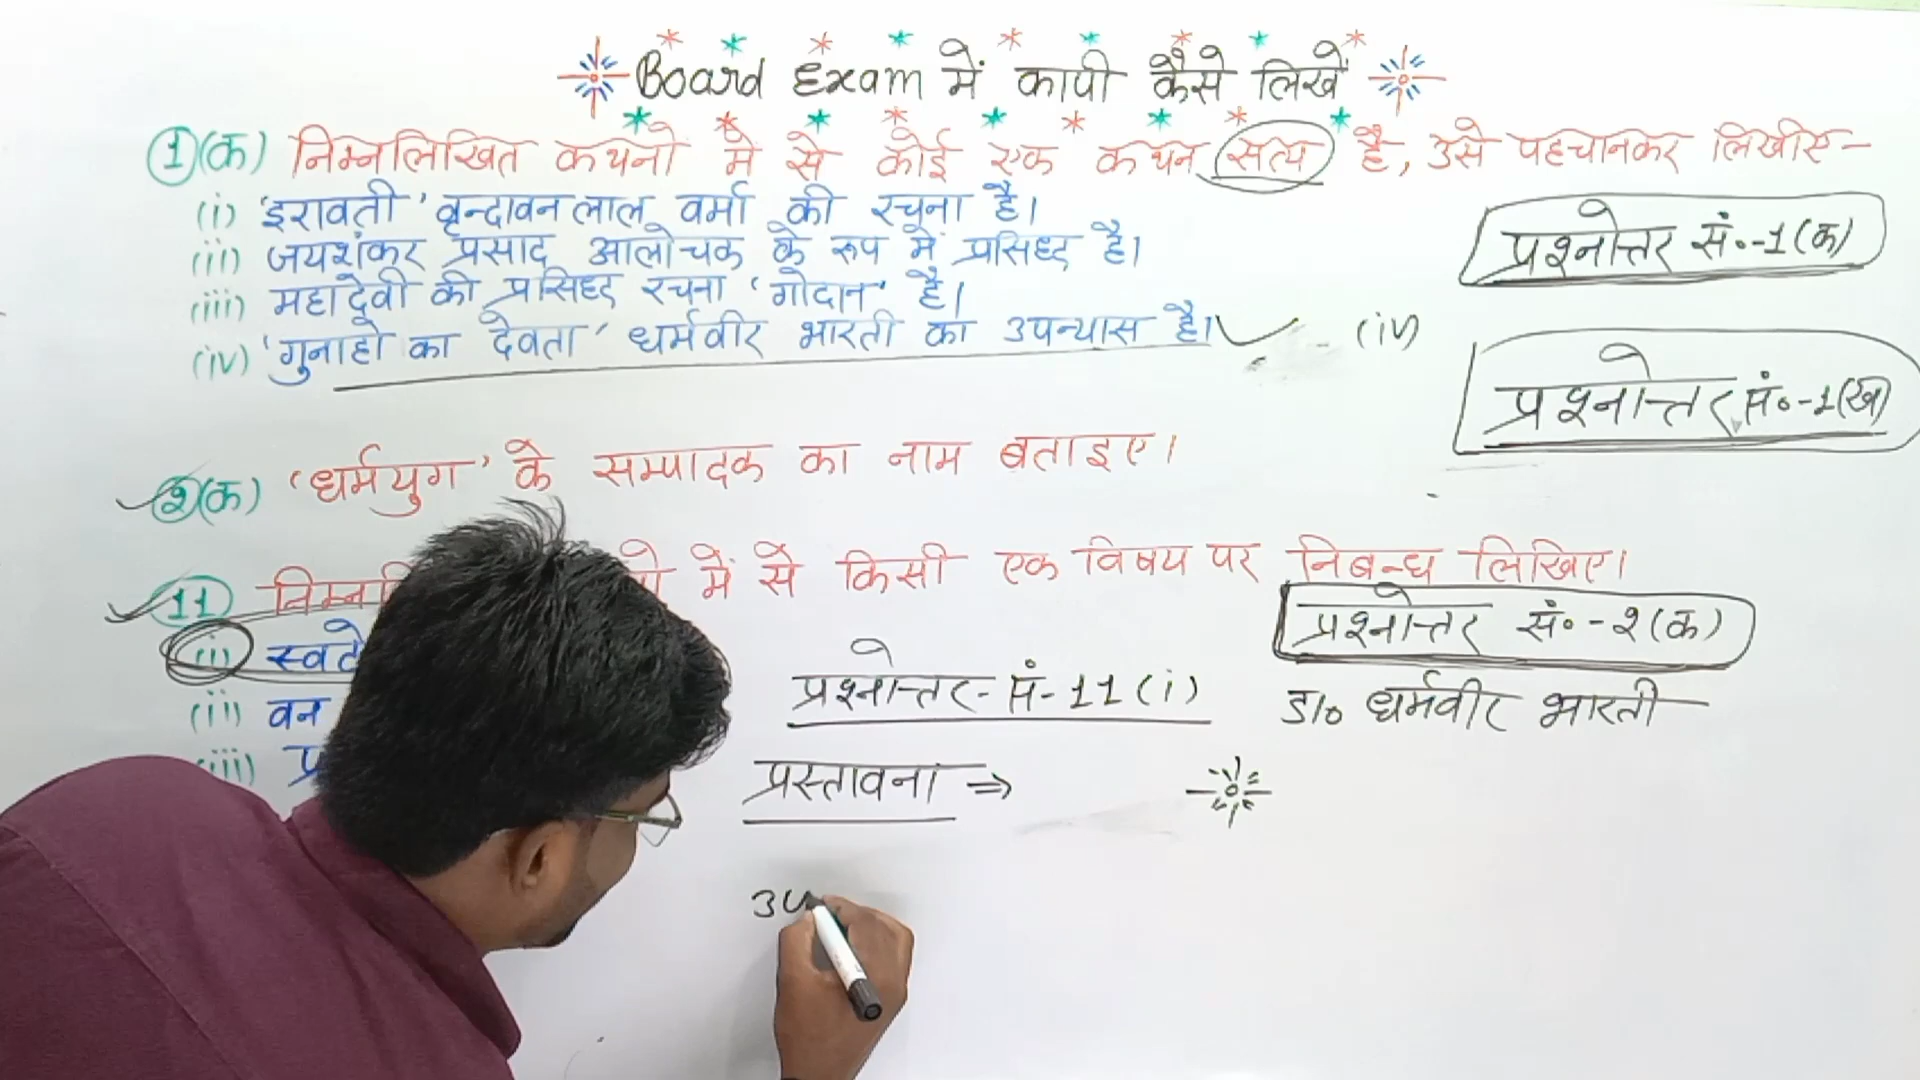 Board Exam में कापी कैसे लिखें
1(क) निम्नलिखित कथनो मे से कोई एक कथन सत्य है, उसे पहचानकर लिखीए-
(i) 'इरावती' वृन्दावनलाल वर्मा की रचना है।
(ii) जयशंकर प्रसाद आलोचक के रूप में प्रसिध्द है।
(iii) महादेवी की प्रसिध्द रचना 'गोदान' है।
(iv) 'गुनाहो का देवता' धर्मवीर भारती का उपन्यास है। (iv)
प्रश्नोत्तर सं०-1(क)
प्रश्नोत्तर सं०-1(ख)
2(क) 'धर्मयुग' के सम्पादक का नाम बताइए।
11 में से किसी एक विषय पर निबन्ध लिखिए।
(i)
(ii) वन
(iii)
प्रश्नोत्तर सं०-2(क)
डा० धर्मवीर भारती
प्रश्नोत्तर-सं-11(i)
प्रस्तावना ⇒